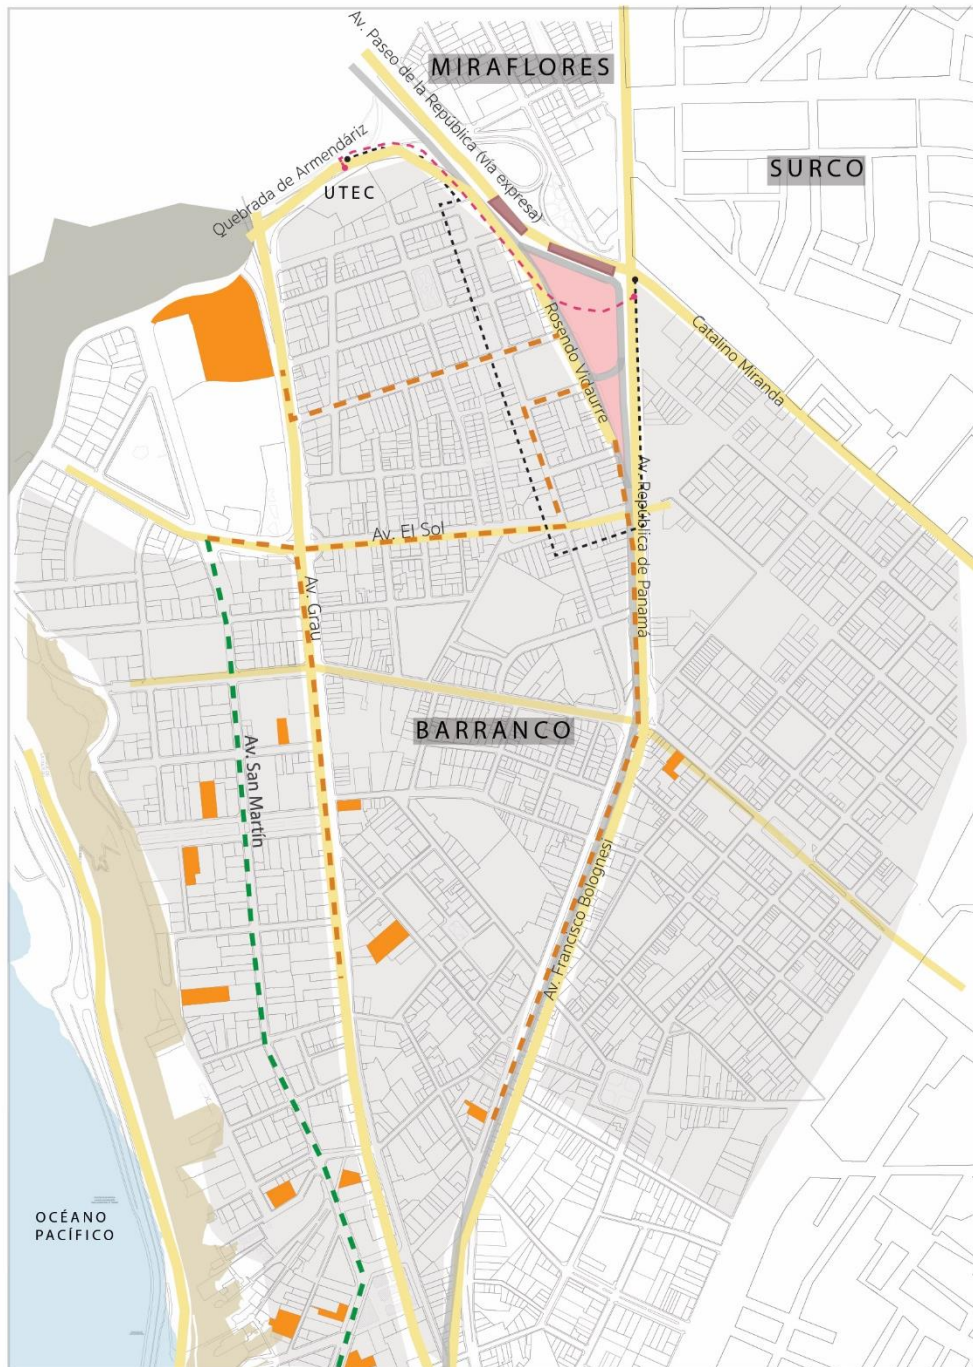 Av. Paseo de la República (vía expresa)
MIRAFLORES
SURCO
Quebrada de Armendáriz
UTEC
Rosendo Vidaurre
Catalino Miranda
Av. El Sol
Av. República de Panamá
Av. Grau
BARRANCO
Av. San Martín
Av. Francisco Bolognesi
OCÉANO
PACÍFICO